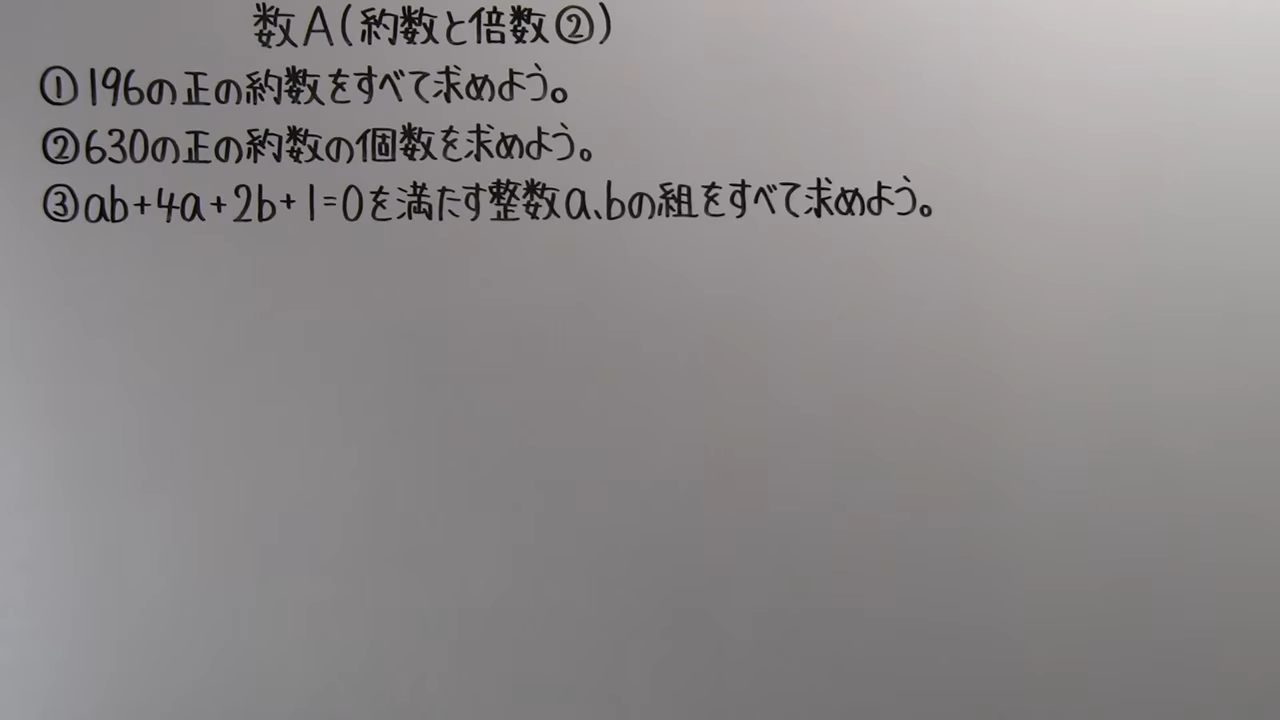 数A(約数と倍数②)
①196の正の約数をすべて求めよう。
②630の正の約数の個数を求めよう。
③ab+4a+2b+1=0を満たす整数a、bの組をすべて求めよう。